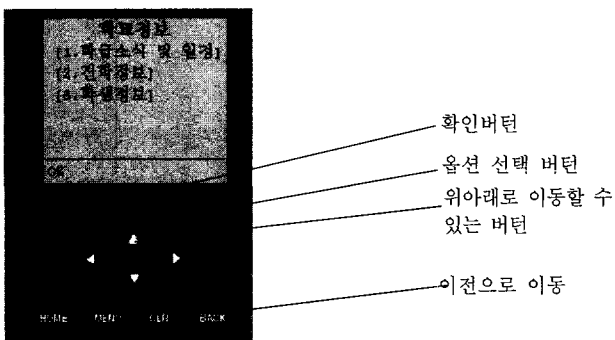 학교정보
[1.학급소식 및 일정]
[2.진학정보]
[3.학생정보]
OK
확인버턴
옵션 선택 버턴
위아래로 이동할 수
있는 버턴
이전으로 이동
HOME MENU CLR BACK